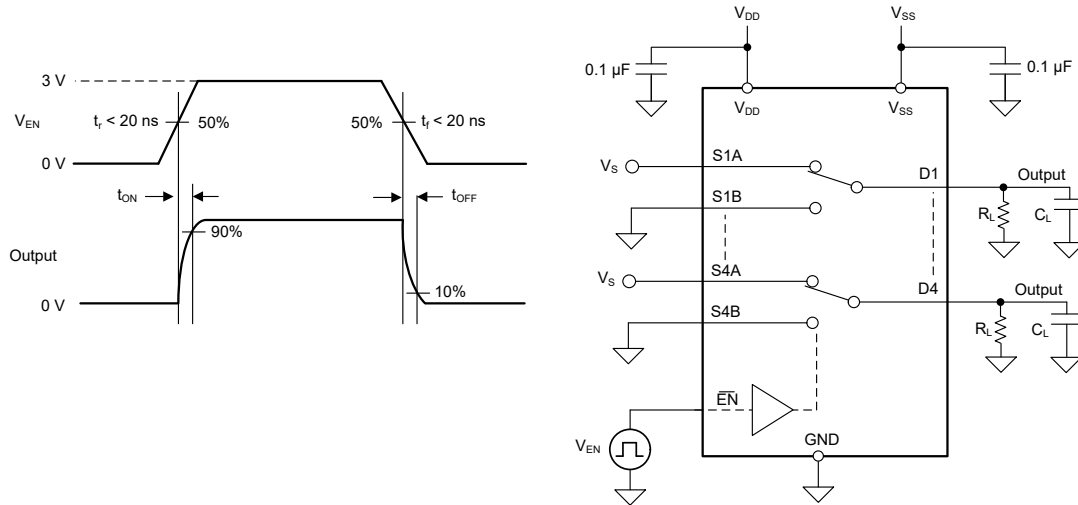 3 V
V_EN
t_r < 20 ns
50%
50%
t_f < 20 ns
0 V
t_ON
t_OFF
90%
Output
10%
0 V
V_DD
V_SS
0.1 µF
0.1 µF
V_DD
V_SS
V_S
S1A
D1
Output
S1B
R_L
C_L
V_S
S4A
D4
Output
S4B
R_L
C_L
E̅N̅
V_EN
GND